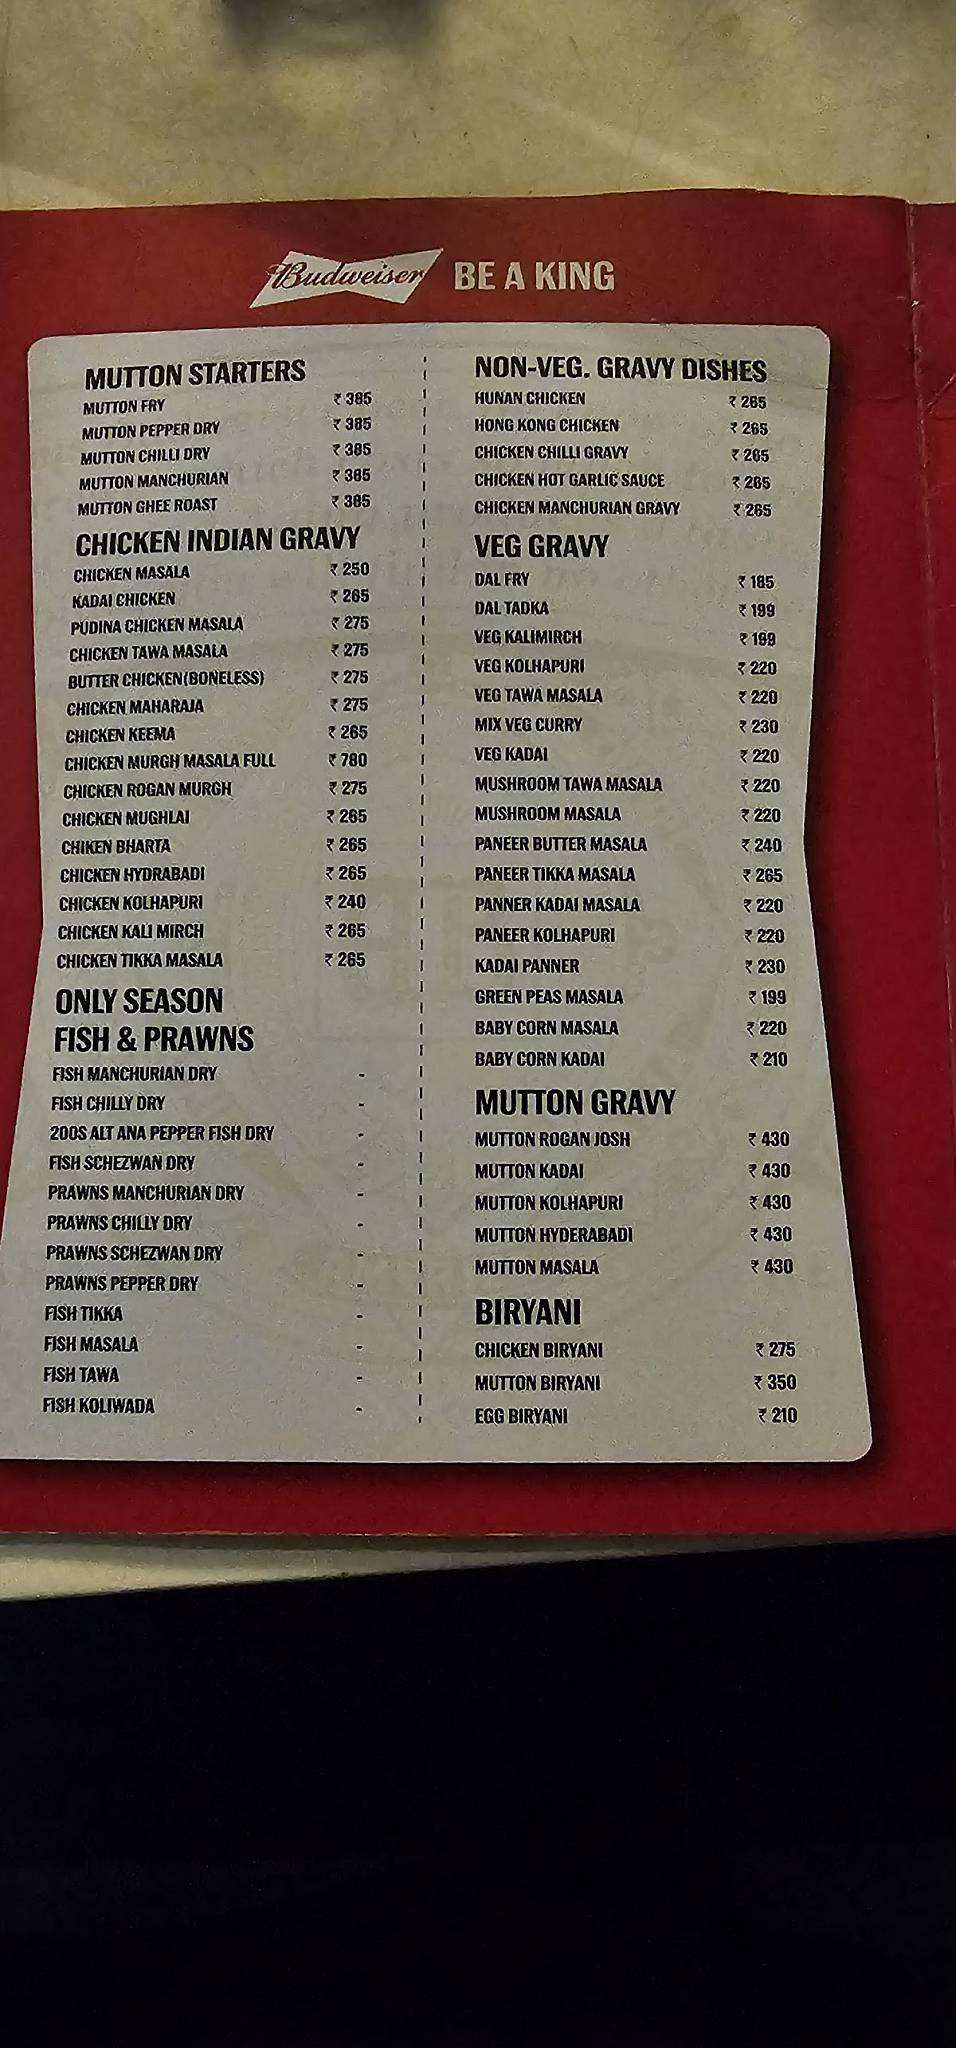 Budweiser BE A KING
MUTTON STARTERS
MUTTON FRY ₹ 385
MUTTON PEPPER DRY ₹ 385
MUTTON CHILLI DRY ₹ 385
MUTTON MANCHURIAN ₹ 385
MUTTON GHEE ROAST ₹ 385
CHICKEN INDIAN GRAVY
CHICKEN MASALA ₹ 250
KADAI CHICKEN ₹ 265
PUDINA CHICKEN MASALA ₹ 275
CHICKEN TAWA MASALA ₹ 275
BUTTER CHICKEN(BONELESS) ₹ 275
CHICKEN MAHARAJA ₹ 275
CHICKEN KEEMA ₹ 265
CHICKEN MURGH MASALA FULL ₹ 780
CHICKEN ROGAN MURGH ₹ 275
CHICKEN MUGHLAI ₹ 265
CHIKEN BHARTA ₹ 265
CHICKEN HYDRABADI ₹ 265
CHICKEN KOLHAPURI ₹ 240
CHICKEN KALI MIRCH ₹ 265
CHICKEN TIKKA MASALA ₹ 265
ONLY SEASON
FISH & PRAWNS
FISH MANCHURIAN DRY -
FISH CHILLY DRY -
200S ALT ANA PEPPER FISH DRY -
FISH SCHEZWAN DRY -
PRAWNS MANCHURIAN DRY -
PRAWNS CHILLY DRY -
PRAWNS SCHEZWAN DRY -
PRAWNS PEPPER DRY -
FISH TIKKA -
FISH MASALA -
FISH TAWA -
FISH KOLIWADA -
NON-VEG. GRAVY DISHES
HUNAN CHICKEN ₹ 265
HONG KONG CHICKEN ₹ 265
CHICKEN CHILLI GRAVY ₹ 265
CHICKEN HOT GARLIC SAUCE ₹ 265
CHICKEN MANCHURIAN GRAVY ₹ 265
VEG GRAVY
DAL FRY ₹ 185
DAL TADKA ₹ 199
VEG KALIMIRCH ₹ 199
VEG KOLHAPURI ₹ 220
VEG TAWA MASALA ₹ 220
MIX VEG CURRY ₹ 230
VEG KADAI ₹ 220
MUSHROOM TAWA MASALA ₹ 220
MUSHROOM MASALA ₹ 220
PANEER BUTTER MASALA ₹ 240
PANEER TIKKA MASALA ₹ 265
PANNER KADAI MASALA ₹ 220
PANEER KOLHAPURI ₹ 220
KADAI PANNER ₹ 230
GREEN PEAS MASALA ₹ 199
BABY CORN MASALA ₹ 220
BABY CORN KADAI ₹ 210
MUTTON GRAVY
MUTTON ROGAN JOSH ₹ 430
MUTTON KADAI ₹ 430
MUTTON KOLHAPURI ₹ 430
MUTTON HYDERABADI ₹ 430
MUTTON MASALA ₹ 430
BIRYANI
CHICKEN BIRYANI ₹ 275
MUTTON BIRYANI ₹ 350
EGG BIRYANI ₹ 210